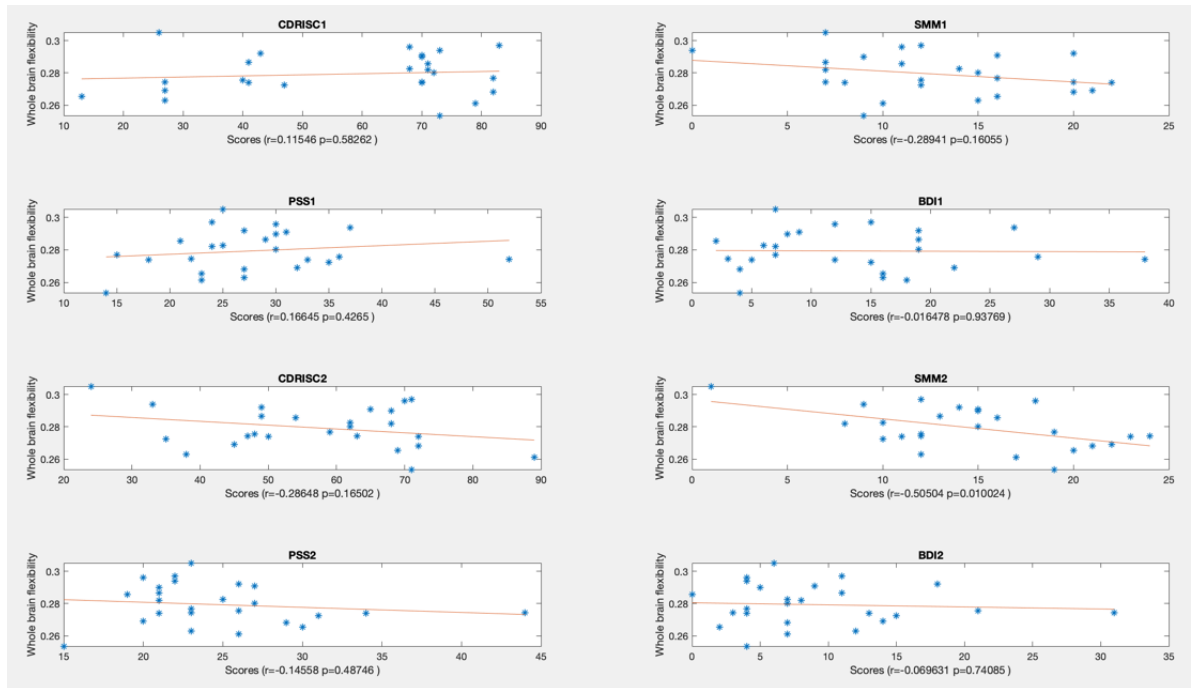 CDRISC1
Whole brain flexibility
0.3
0.28
0.26
10 20 30 40 50 60 70 80 90
Scores (r=0.11546 p=0.58262 )
SMM1
Whole brain flexibility
0.3
0.28
0.26
0 5 10 15 20 25
Scores (r=-0.28941 p=0.16055 )
PSS1
Whole brain flexibility
0.3
0.28
0.26
10 15 20 25 30 35 40 45 50 55
Scores (r=0.16645 p=0.4265 )
BDI1
Whole brain flexibility
0.3
0.28
0.26
0 5 10 15 20 25 30 35 40
Scores (r=-0.016478 p=0.93769 )
CDRISC2
Whole brain flexibility
0.3
0.28
0.26
20 30 40 50 60 70 80 90
Scores (r=-0.28648 p=0.16502 )
SMM2
Whole brain flexibility
0.3
0.28
0.26
0 5 10 15 20 25
Scores (r=-0.50504 p=0.010024 )
PSS2
Whole brain flexibility
0.3
0.28
0.26
15 20 25 30 35 40 45
Scores (r=-0.14558 p=0.48746 )
BDI2
Whole brain flexibility
0.3
0.28
0.26
0 5 10 15 20 25 30 35
Scores (r=-0.069631 p=0.74085 )